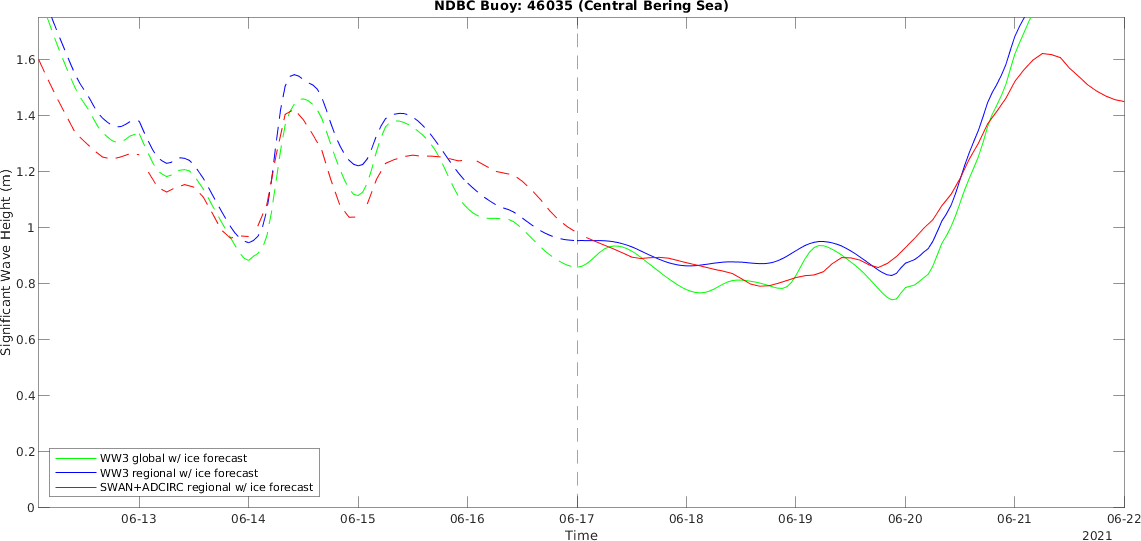 NDBC Buoy: 46035 (Central Bering Sea)
Significant Wave Height (m)
1.6
1.4
1.2
1
0.8
0.6
0.4
0.2
0
WW3 global w/ ice forecast
WW3 regional w/ ice forecast
SWAN+ADCIRC regional w/ ice forecast
06-13 06-14 06-15 06-16 06-17 06-18 06-19 06-20 06-21 06-22
Time
2021